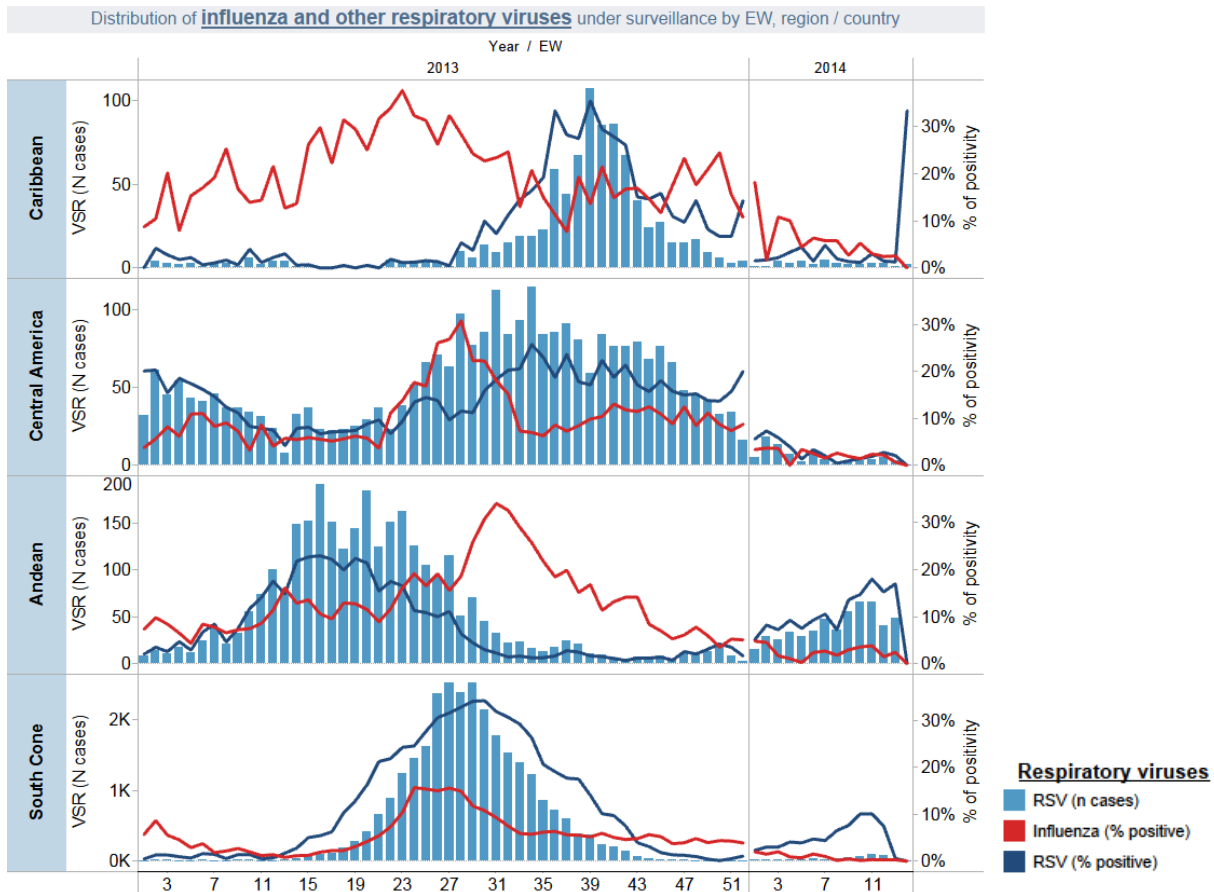 Distribution of influenza and other respiratory viruses under surveillance by EW, region / country
Year / EW
2013 2014
Caribbean
VSR (N cases)
100
50
0
30%
20%
10%
0%
% of positivity
Central America
VSR (N cases)
100
50
0
30%
20%
10%
0%
% of positivity
Andean
VSR (N cases)
200
150
100
50
0
30%
20%
10%
0%
% of positivity
South Cone
VSR (N cases)
2K
1K
0K
30%
20%
10%
0%
% of positivity
3 7 11 15 19 23 27 31 35 39 43 47 51 3 7 11
Respiratory viruses
RSV (n cases)
Influenza (% positive)
RSV (% positive)